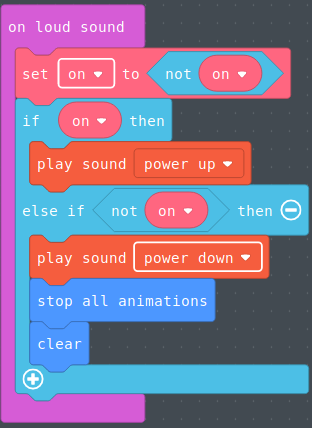 on loud sound
set on to not on
if on then
play sound power up
else if not on then
play sound power down
stop all animations
clear